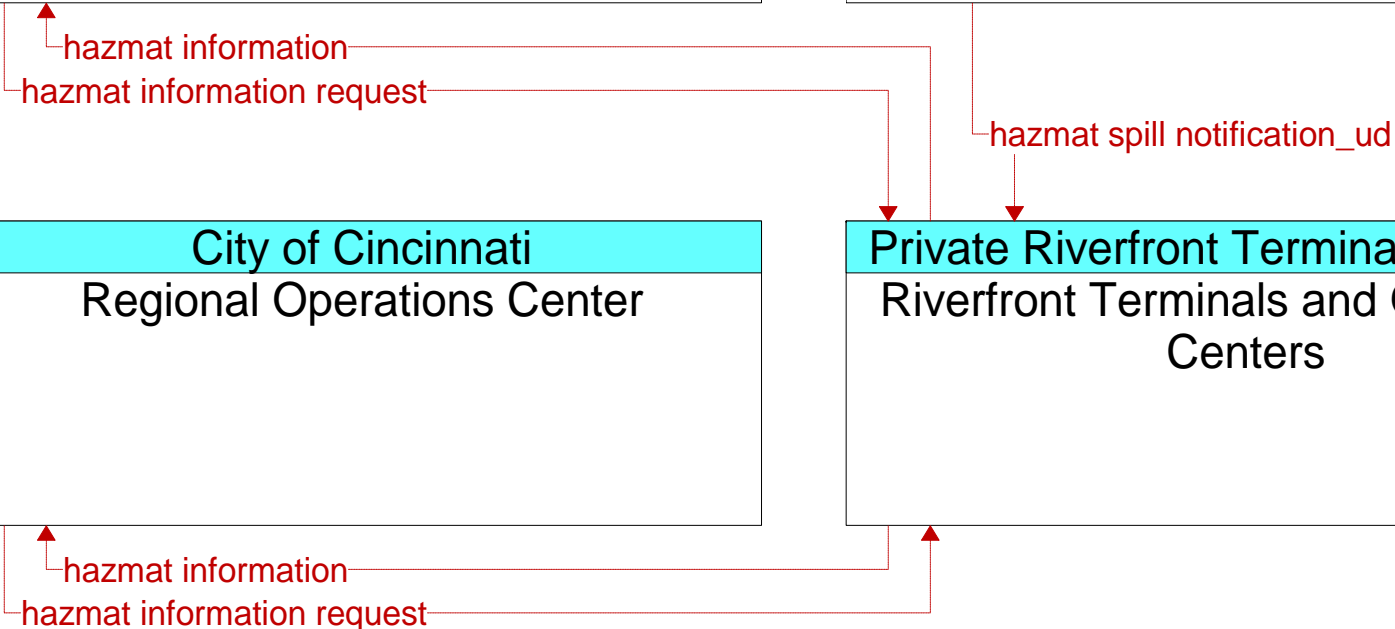 hazmat information
hazmat information request
hazmat spill notification_ud
City of Cincinnati
Regional Operations Center
Private Riverfront
Riverfront Terminals and
Centers
hazmat information
hazmat information request